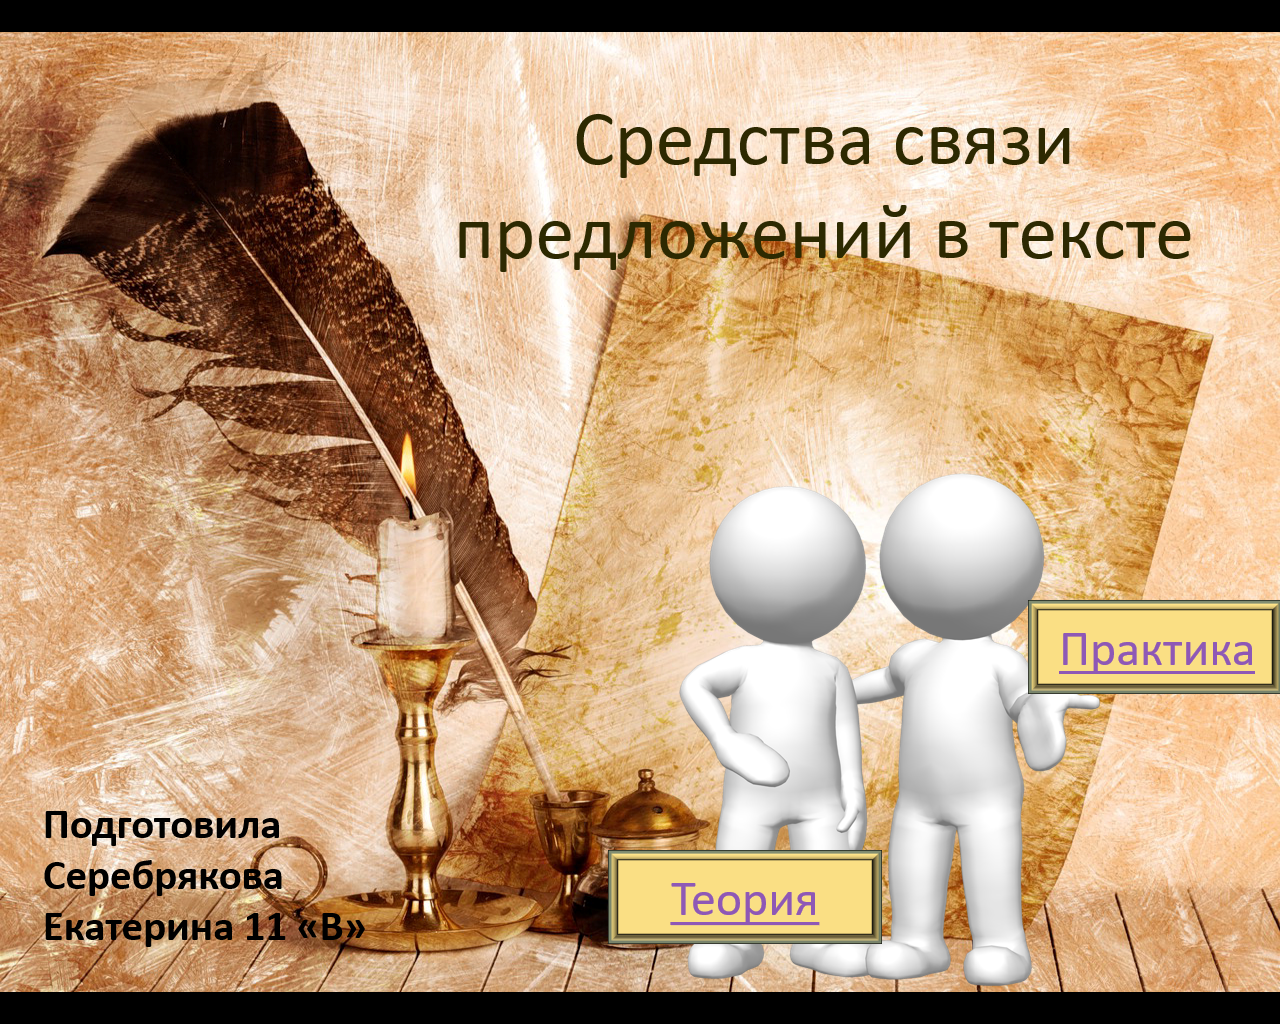 Средства связи
предложений в тексте
Практика
Подготовила
Серебрякова
Екатерина 11 «В»
Теория